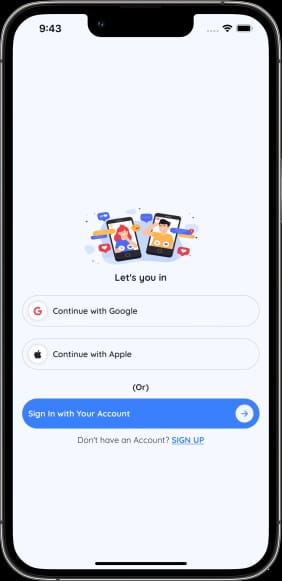 9:43
Let's you in
Continue with Google
Continue with Apple
(Or)
Sign In with Your Account
Don't have an Account? SIGN UP